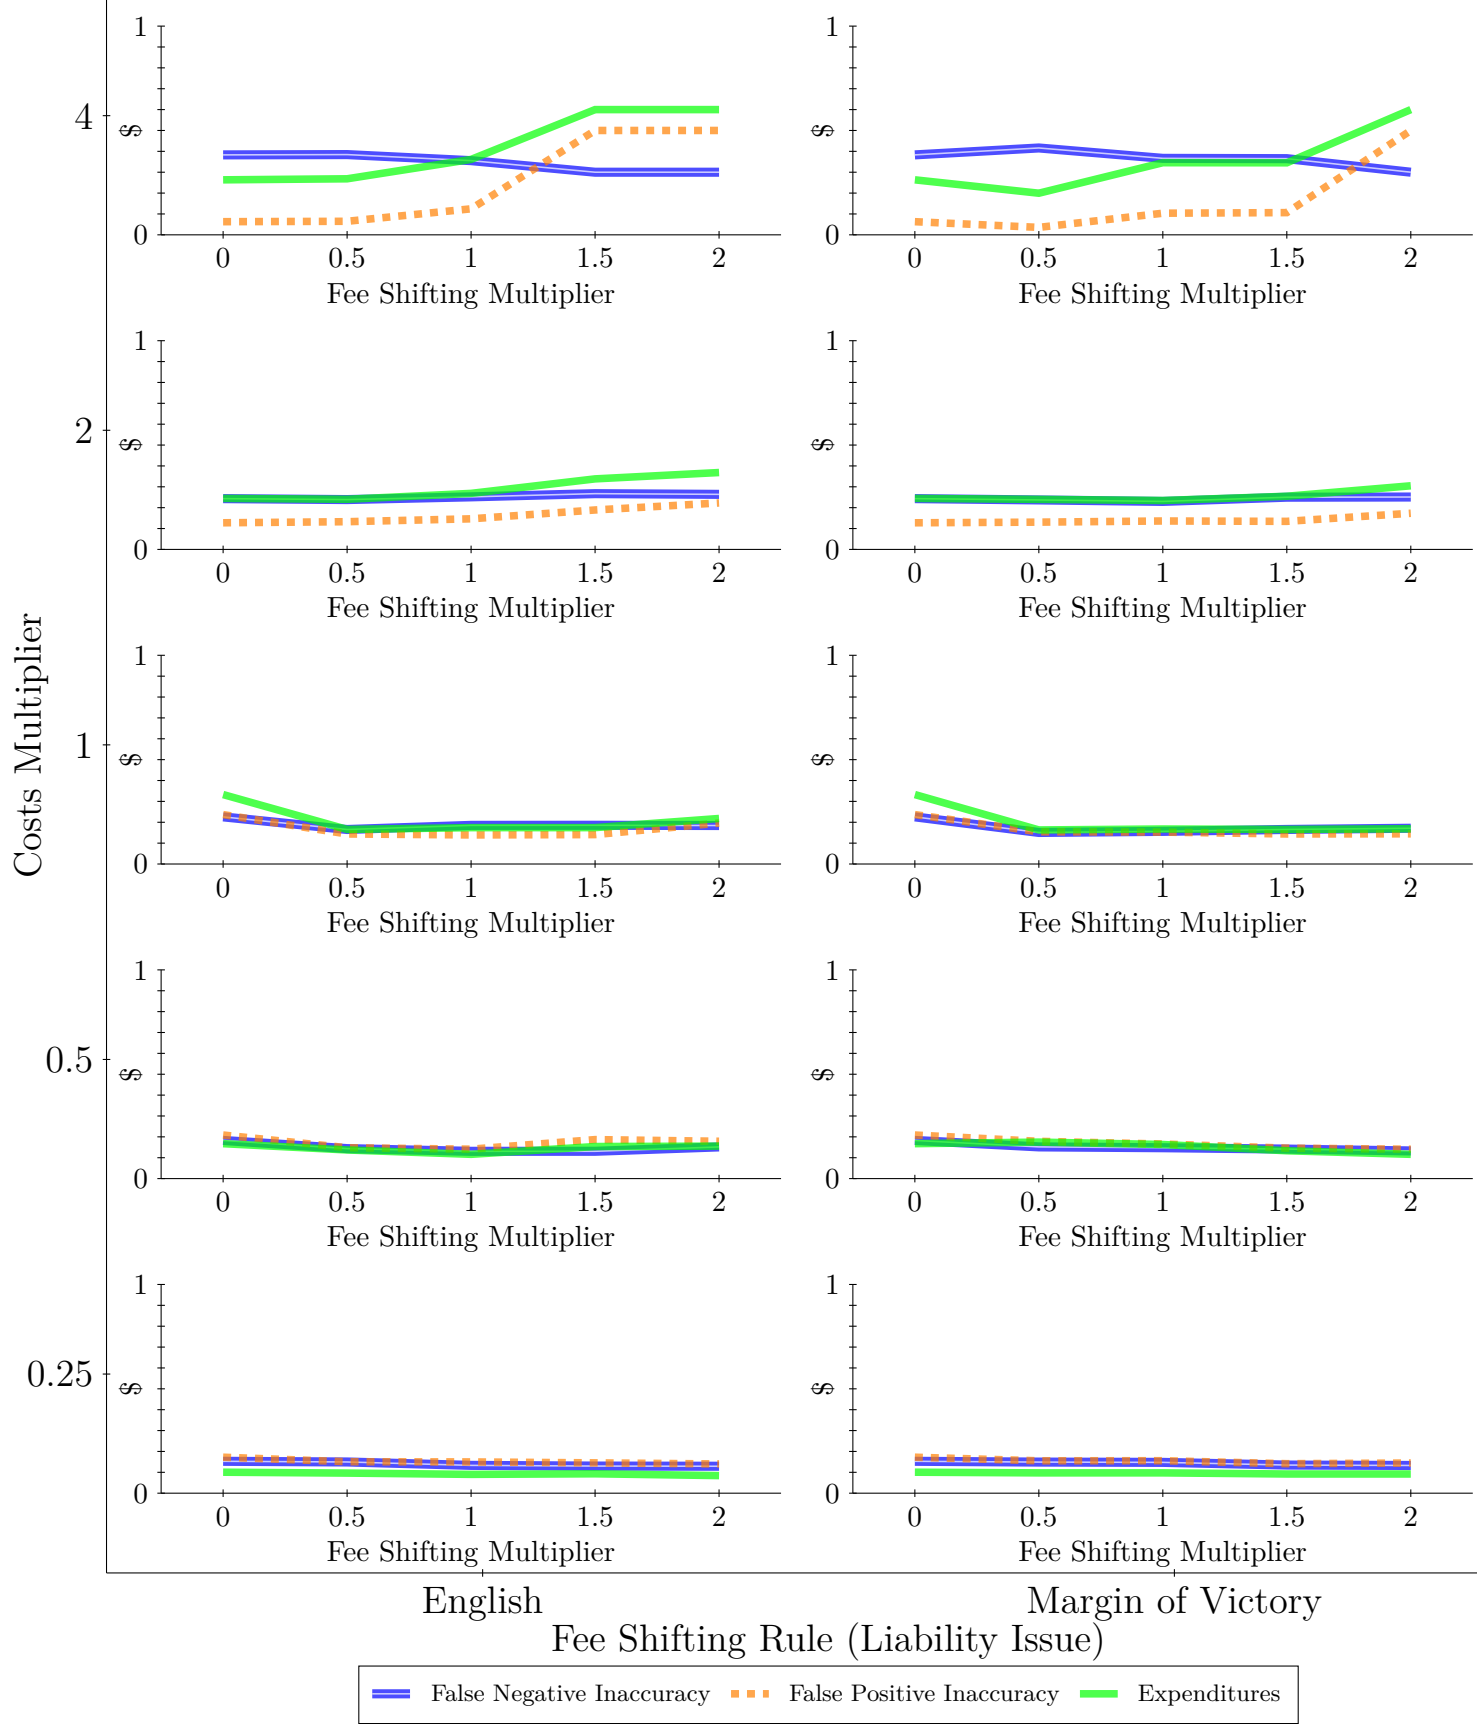 Costs Multiplier
4
1
$
0
0 0.5 1 1.5 2
Fee Shifting Multiplier
1
$
0
0 0.5 1 1.5 2
Fee Shifting Multiplier
2
1
$
0
0 0.5 1 1.5 2
Fee Shifting Multiplier
1
$
0
0 0.5 1 1.5 2
Fee Shifting Multiplier
1
1
$
0
0 0.5 1 1.5 2
Fee Shifting Multiplier
1
$
0
0 0.5 1 1.5 2
Fee Shifting Multiplier
0.5
1
$
0
0 0.5 1 1.5 2
Fee Shifting Multiplier
1
$
0
0 0.5 1 1.5 2
Fee Shifting Multiplier
0.25
1
$
0
0 0.5 1 1.5 2
Fee Shifting Multiplier
1
$
0
0 0.5 1 1.5 2
Fee Shifting Multiplier
English
Margin of Victory
Fee Shifting Rule (Liability Issue)
False Negative Inaccuracy
False Positive Inaccuracy
Expenditures